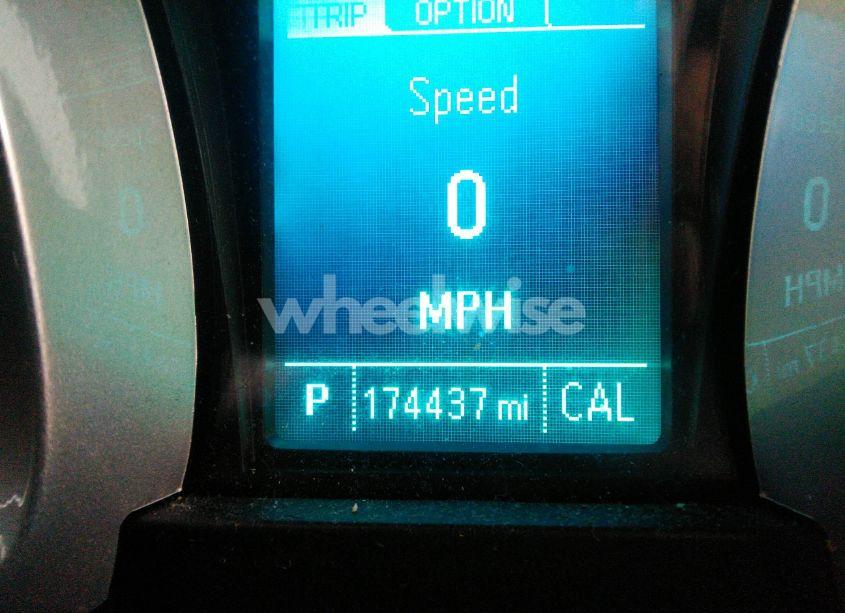 TRIP OPTION
Speed
0
MPH
wheelwise
P 174437 mi CAL